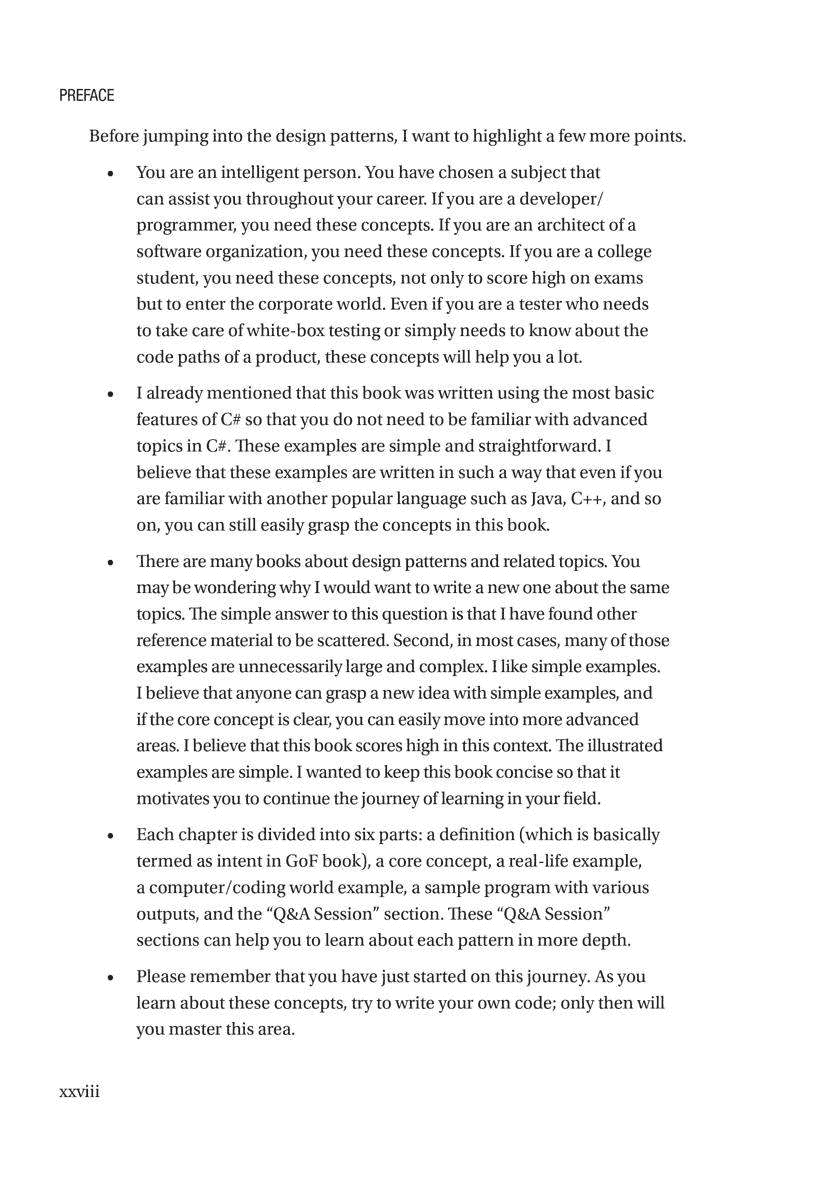 PREFACE
Before jumping into the design patterns, I want to highlight a few more points.
• You are an intelligent person. You have chosen a subject that
can assist you throughout your career. If you are a developer/
programmer, you need these concepts. If you are an architect of a
software organization, you need these concepts. If you are a college
student, you need these concepts, not only to score high on exams
but to enter the corporate world. Even if you are a tester who needs
to take care of white-box testing or simply needs to know about the
code paths of a product, these concepts will help you a lot.
• I already mentioned that this book was written using the most basic
features of C# so that you do not need to be familiar with advanced
topics in C#. These examples are simple and straightforward. I
believe that these examples are written in such a way that even if you
are familiar with another popular language such as Java, C++, and so
on, you can still easily grasp the concepts in this book.
• There are many books about design patterns and related topics. You
may be wondering why I would want to write a new one about the same
topics. The simple answer to this question is that I have found other
reference material to be scattered. Second, in most cases, many of those
examples are unnecessarily large and complex. I like simple examples.
I believe that anyone can grasp a new idea with simple examples, and
if the core concept is clear, you can easily move into more advanced
areas. I believe that this book scores high in this context. The illustrated
examples are simple. I wanted to keep this book concise so that it
motivates you to continue the journey of learning in your field.
• Each chapter is divided into six parts: a definition (which is basically
termed as intent in GoF book), a core concept, a real-life example,
a computer/coding world example, a sample program with various
outputs, and the “Q&A Session” section. These “Q&A Session”
sections can help you to learn about each pattern in more depth.
• Please remember that you have just started on this journey. As you
learn about these concepts, try to write your own code; only then will
you master this area.
xxviii